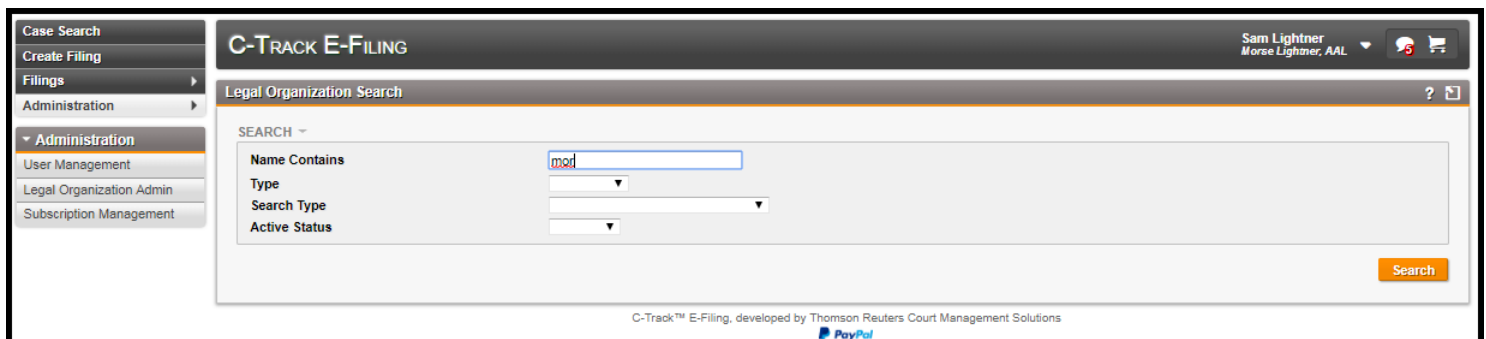 Case Search
Create Filing
Filings
Administration
Administration
User Management
Legal Organization Admin
Subscription Management
C-TRACK E-FILING
Sam Lightner
Morse Lightner, AAL
5
Legal Organization Search
?
SEARCH
Name Contains mor
Type
Search Type
Active Status
Search
C-Track™ E-Filing, developed by Thomson Reuters Court Management Solutions
PayPal